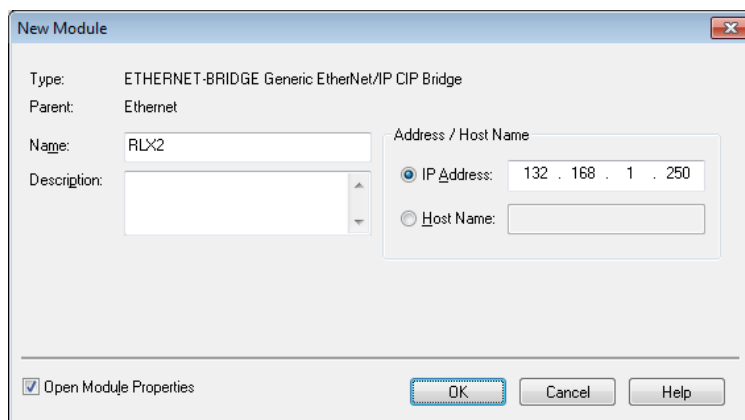 New Module
Type: ETHERNET-BRIDGE Generic EtherNet/IP CIP Bridge
Parent: Ethernet
Name: RLX2
Description:
Address / Host Name
IP Address: 132 . 168 . 1 . 250
Host Name:
Open Module Properties
OK Cancel Help